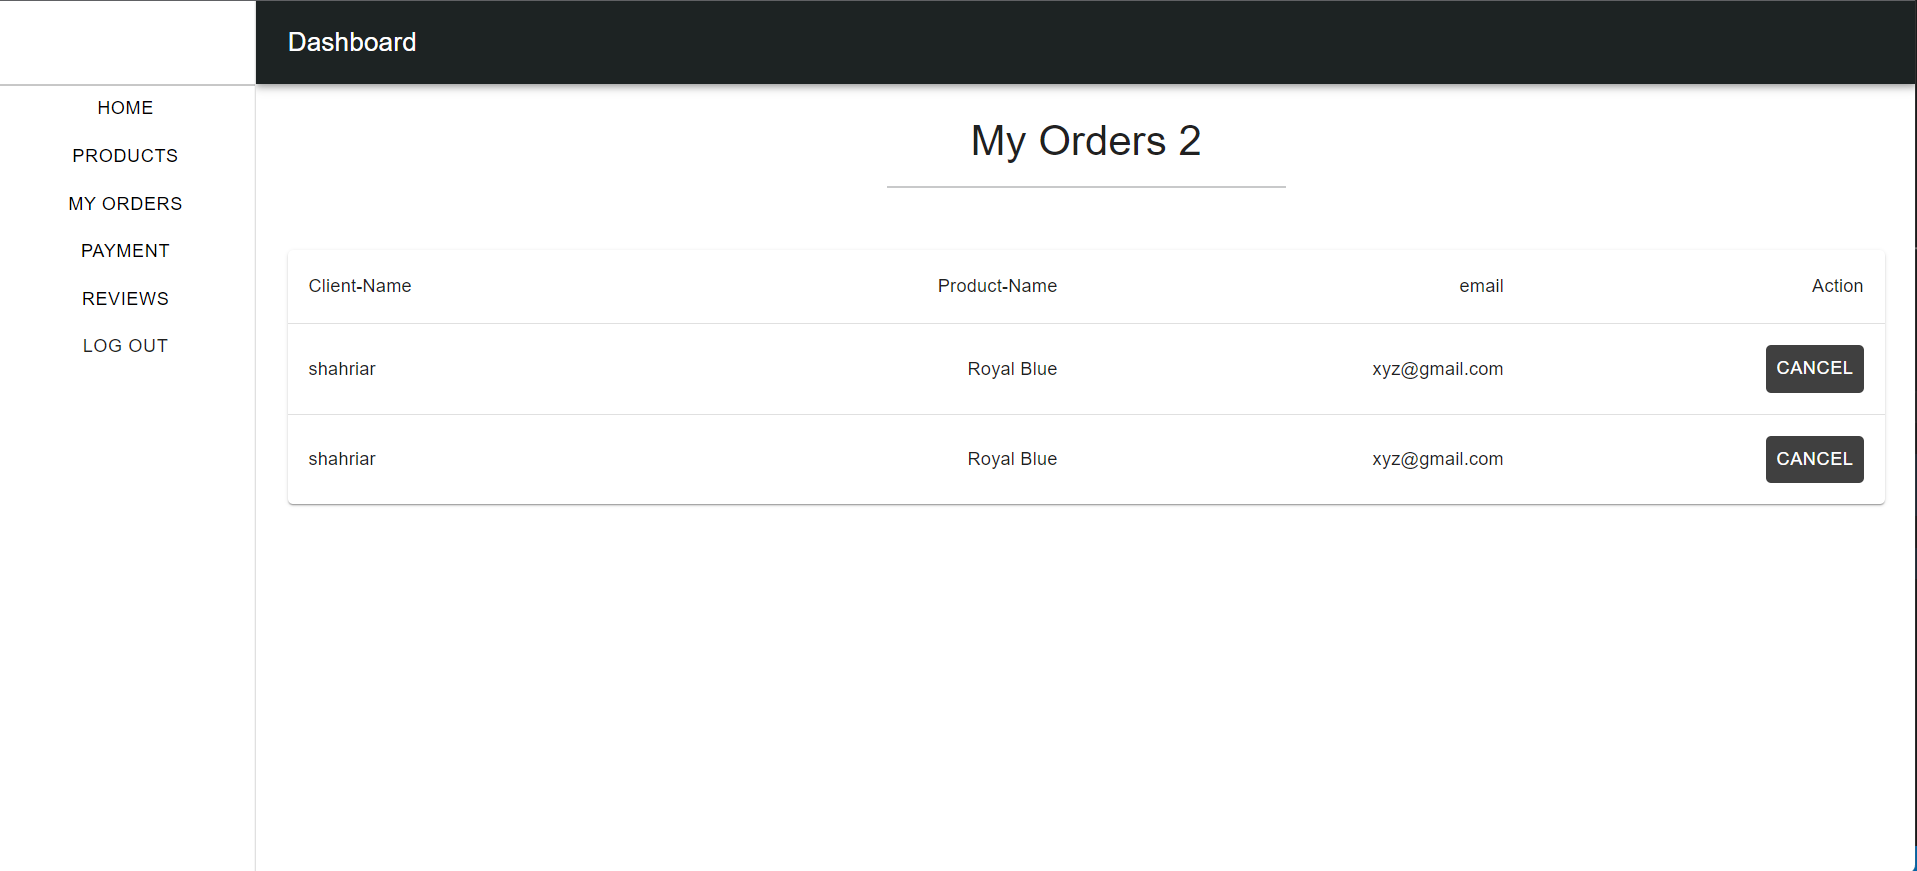 Dashboard
HOME
PRODUCTS
MY ORDERS
PAYMENT
REVIEWS
LOG OUT
My Orders 2
Client-Name Product-Name email Action
shahriar Royal Blue xyz@gmail.com CANCEL
shahriar Royal Blue xyz@gmail.com CANCEL